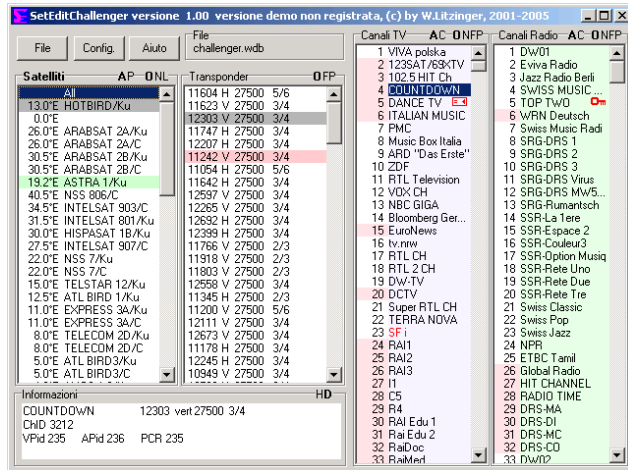 SetEditChallenger versione 1.00 versione demo non registrata, (c) by W.Litzinger, 2001-2005
File
Config.
Aiuto
File
challenger.wdb
Satelliti AP ONL
All
13.0°E HOTBIRD/Ku
0.0°E
26.0°E ARABSAT 2A/Ku
26.0°E ARABSAT 2A/C
30.5°E ARABSAT 2B/Ku
30.5°E ARABSAT 2B/C
19.2°E ASTRA 1/Ku
40.5°E NSS 806/C
34.5°E INTELSAT 903/C
31.5°E INTELSAT 801/Ku
30.0°E HISPASAT 1B/Ku
27.5°E INTELSAT 907/C
22.0°E NSS 7/Ku
22.0°E NSS 7/C
15.0°E TELSTAR 12/Ku
12.5°E ATL BIRD 1/Ku
11.0°E EXPRESS 3A/Ku
11.0°E EXPRESS 3A/C
8.0°E TELECOM 2D/Ku
8.0°E TELECOM 2D/C
5.0°E ATL BIRD3/Ku
5.0°E ATL BIRD3/C
Transponder OFP
11604 H 27500 5/6
11623 V 27500 3/4
12303 V 27500 3/4
11747 H 27500 3/4
12207 H 27500 3/4
11242 V 27500 3/4
11054 H 27500 5/6
11642 H 27500 3/4
12597 V 27500 3/4
12265 V 27500 3/4
12692 H 27500 3/4
12399 H 27500 3/4
11766 V 27500 2/3
11918 V 27500 2/3
11803 V 27500 2/3
12558 V 27500 3/4
11345 H 27500 2/3
11200 V 27500 5/6
12111 V 27500 3/4
12673 V 27500 3/4
11178 H 27500 3/4
12245 H 27500 3/4
10949 V 27500 3/4
Canali TV AC ONFP
1 VIVA polska
2 123SAT/69XTV
3 102.5 HIT Ch
4 COUNTDOWN
5 DANCE TV
6 ITALIAN MUSIC
7 PMC
8 Music Box Italia
9 ARD "Das Erste"
10 ZDF
11 RTL Television
12 VOX CH
13 NBC GIGA
14 Bloomberg Ger...
15 EuroNews
16 tv.nrw
17 RTL CH
18 RTL 2 CH
19 DW-TV
20 DCTV
21 Super RTL CH
22 TERRA NOVA
23 SF i
24 RAI1
25 RAI2
26 RAI3
27 I1
28 C5
29 R4
30 RAI Edu 1
31 Rai Edu 2
32 RaiDoc
33 RaiMed
Canali Radio AC ONFP
1 DW01
2 Eviva Radio
3 Jazz Radio Berli
4 SWISS MUSIC ...
5 TOP TWO
6 WRN Deutsch
7 Swiss Music Radi
8 SRG-DRS 1
9 SRG-DRS 2
10 SRG-DRS 3
11 SRG-DRS Virus
12 SRG-DRS MW5...
13 SRG-Rumantsch
14 SSR-La 1ere
15 SSR-Espace 2
16 SSR-Couleur3
17 SSR-Option Musiq
18 SSR-Rete Uno
19 SSR-Rete Due
20 SSR-Rete Tre
21 Swiss Classic
22 Swiss Pop
23 Swiss Jazz
24 NPR
25 ETBC Tamil
26 Global Radio
27 HIT CHANNEL
28 RADIO TIME
29 DRS-MA
30 DRS-DI
31 DRS-MC
32 DRS-CO
33 DW02
Informazioni HD
COUNTDOWN 12303 vert 27500 3/4
ChID 3212
VPid 235 APid 236 PCR 235